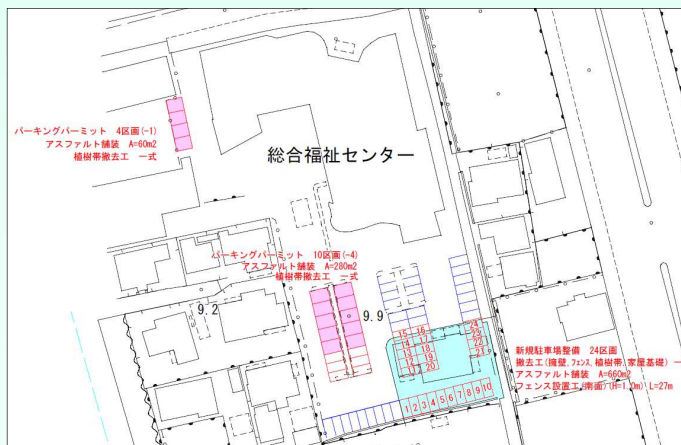 パーキングパーミット 4区画(-1)
アスファルト舗装 A=60m2
植樹帯撤去工 一式
総合福祉センター
パーキングパーミット 10区画(-4)
アスファルト舗装 A=280m2
植樹帯撤去工 一式
9.2
9.9
新規駐車場整備 24区画
撤去工(擁壁,フェンス,植樹帯,家屋基礎) 一
アスファルト舗装 A=660m2
フェンス設置工(南面)(H=1.0m) L=27m
15 16
14 17
13 18
12 19
11 20
24
23
22
21
1 2 3 4 5 6 7 8 9 10